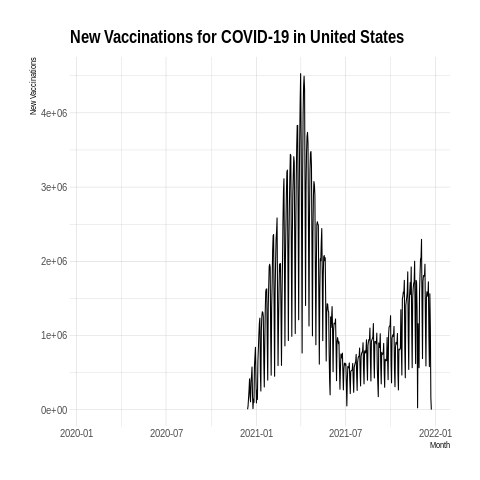 New Vaccinations for COVID-19 in United States
New Vaccinations
4e+06
3e+06
2e+06
1e+06
0e+00
2020-01 2020-07 2021-01 2021-07 2022-01
Month